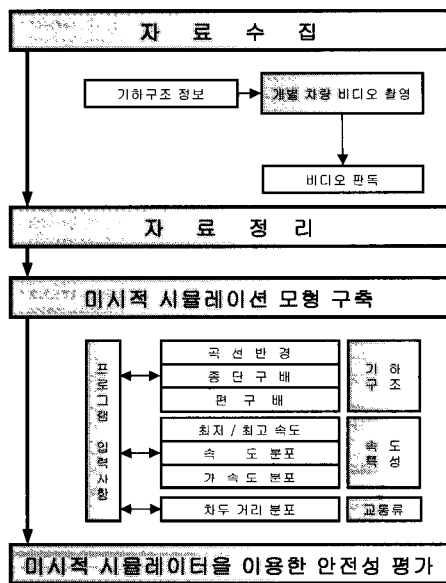 자 료 수 집
기하구조 정보
개별 차량 비디오 촬영
비디오 판독
자 료 정 리
미시적 시뮬레이션 모형 구축
프로그램 입력사항
곡 선 반 경
종 단 구 배
편 구 배
기 하
구 조
최저 / 최고 속도
속 도 분포
가 속도 분포
속 도
특 성
차두 거리 분포
교통류
미시적 시뮬레이터을 이용한 안전성 평가